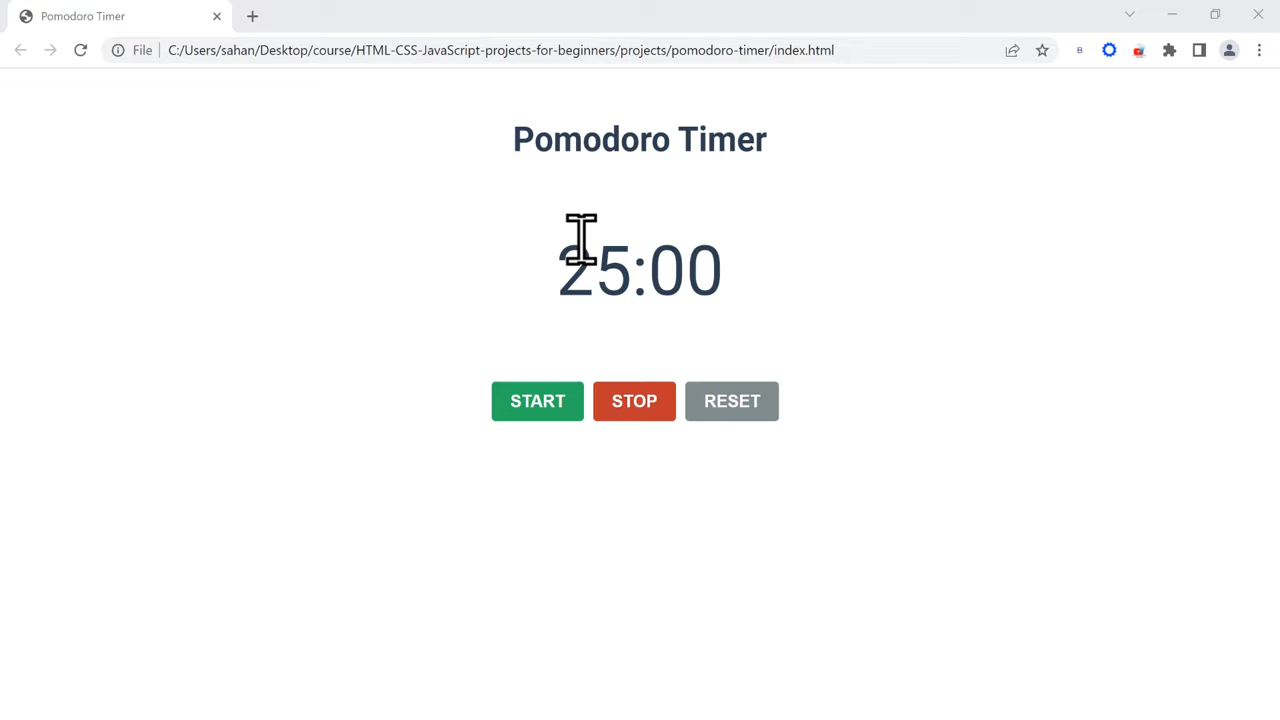 Pomodoro Timer
File
C:/Users/sahan/Desktop/course/HTML-CSS-JavaScript-projects-for-beginners/projects/pomodoro-timer/index.html
B
Pomodoro Timer
25:00
START
STOP
RESET